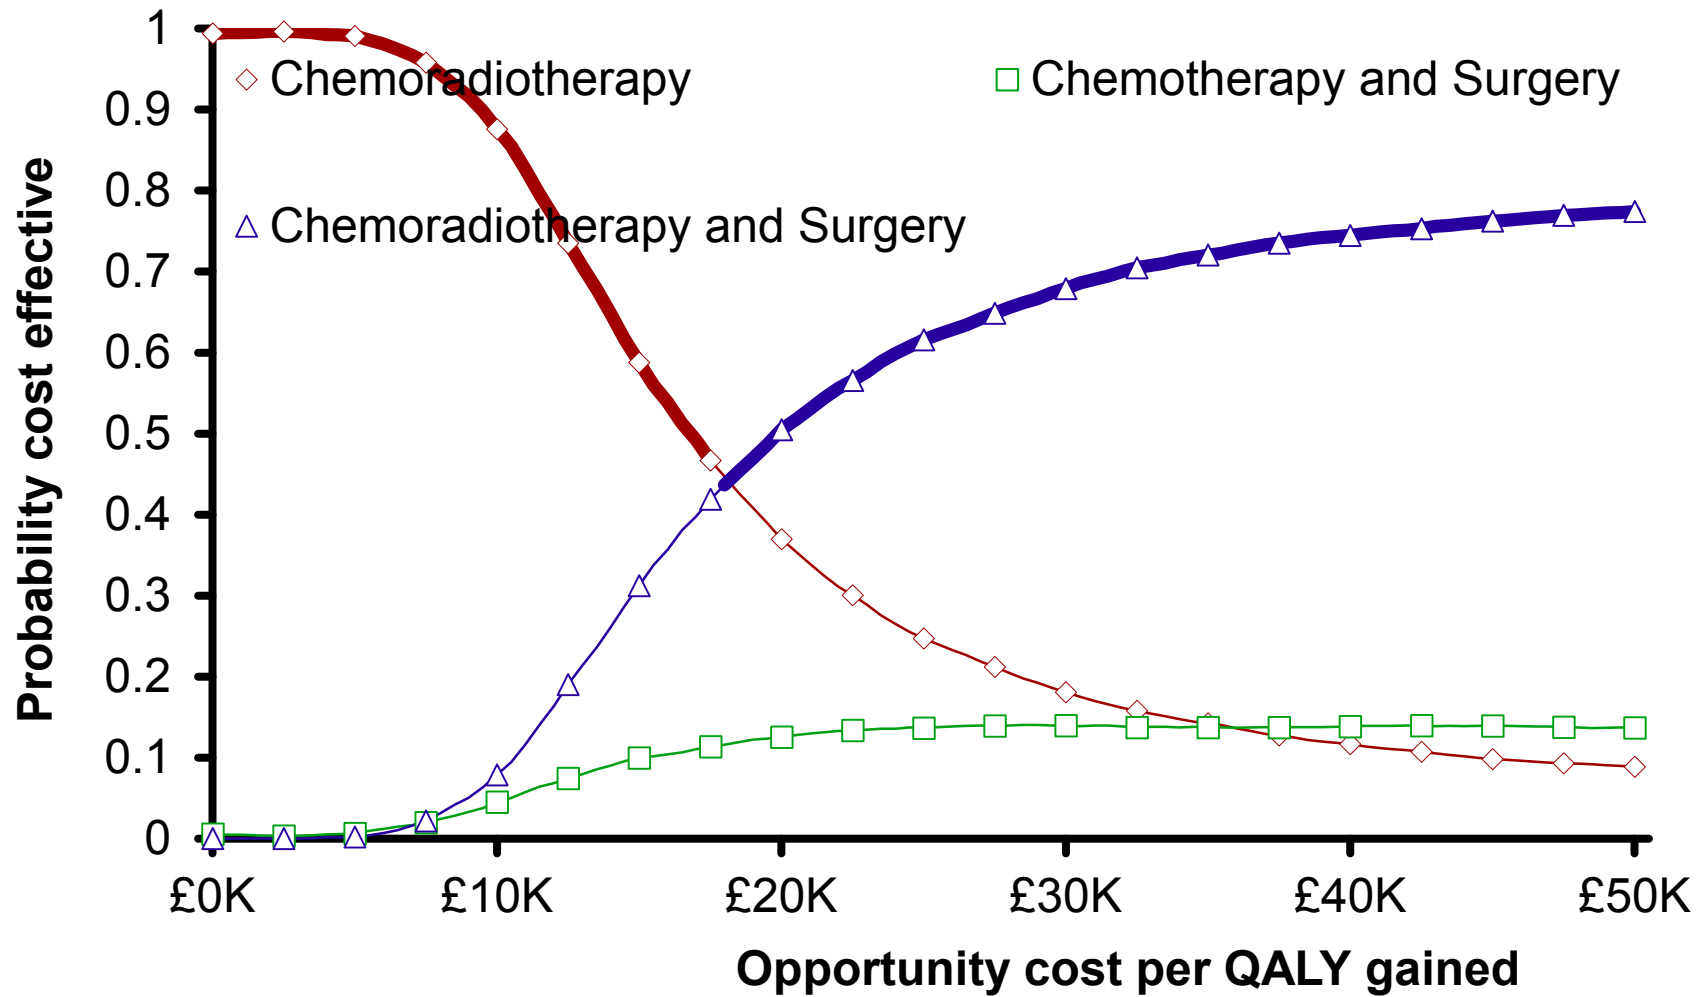 Probability cost effective
1
0.9
0.8
0.7
0.6
0.5
0.4
0.3
0.2
0.1
0
Chemoradiotherapy
Chemotherapy and Surgery
Chemoradiotherapy and Surgery
£0K £10K £20K £30K £40K £50K
Opportunity cost per QALY gained